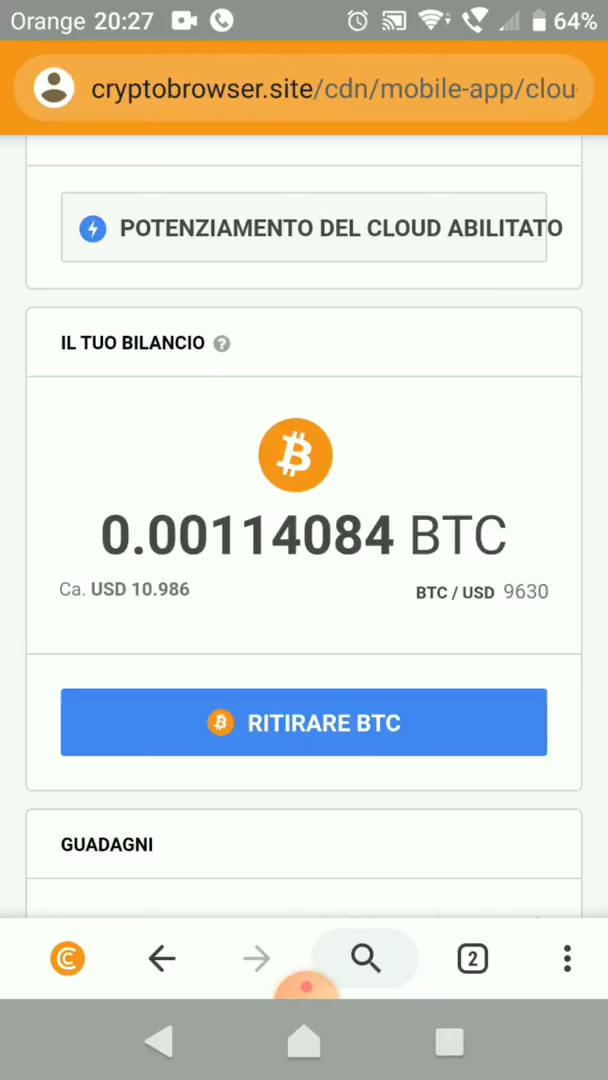 Orange 20:27 64%
cryptobrowser.site/cdn/mobile-app/clou
POTENZIAMENTO DEL CLOUD ABILITATO
IL TUO BILANCIO ?
0.00114084 BTC
Ca. USD 10.986 BTC / USD 9630
RITIRARE BTC
GUADAGNI
2